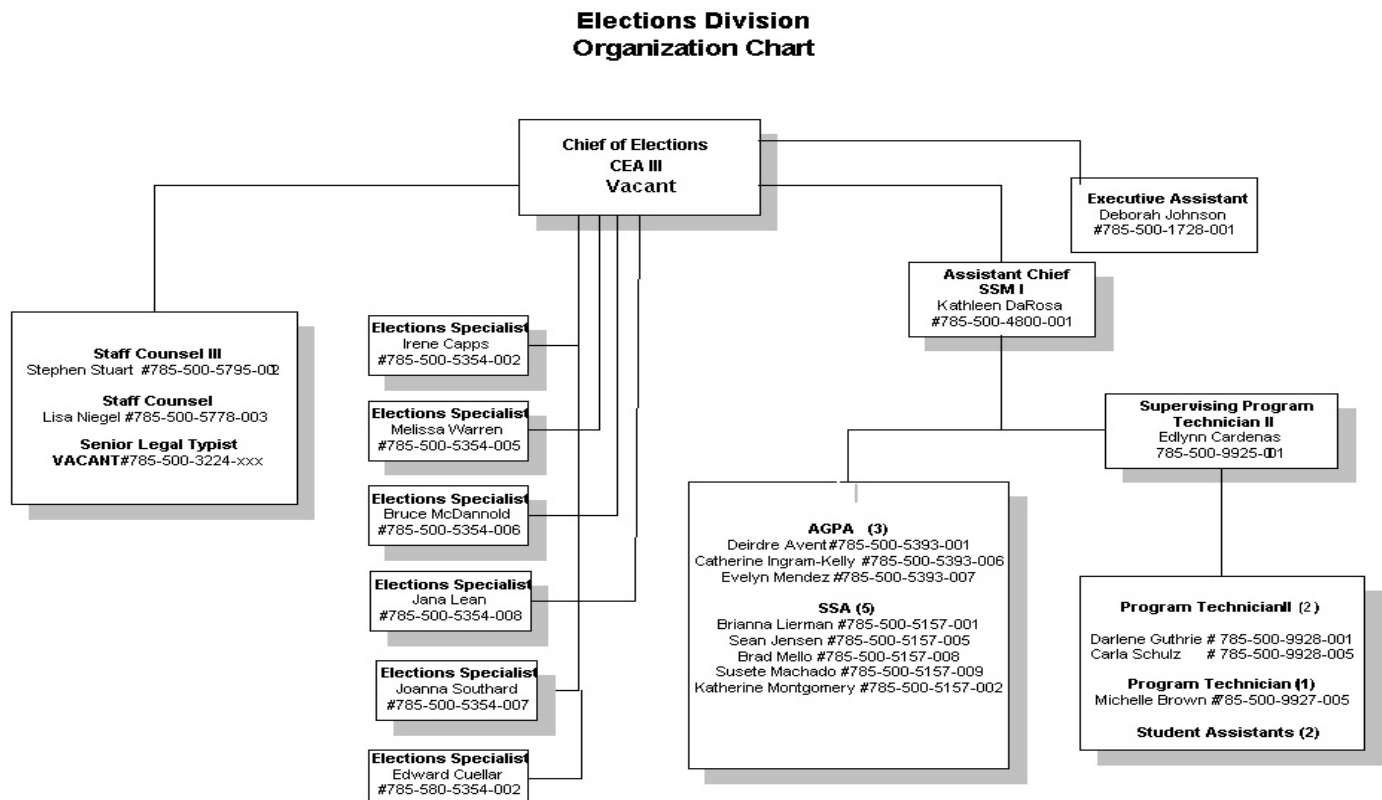 Elections Division
Organization Chart
Chief of Elections
CEA III
Vacant
Executive Assistant
Deborah Johnson
#785-500-1728-001
Assistant Chief
SSM I
Kathleen DaRosa
#785-500-4800-001
Staff Counsel III
Stephen Stuart #785-500-5795-002
Staff Counsel
Lisa Niegel #785-500-5778-003
Senior Legal Typist
VACANT#785-500-3224-xxx
Elections Specialist
Irene Capps
#785-500-5354-002
Elections Specialist
Melissa Warren
#785-500-5354-005
Elections Specialist
Bruce McDannold
#785-500-5354-006
Elections Specialist
Jana Lean
#785-500-5354-008
Elections Specialist
Joanna Southard
#785-500-5354-007
Elections Specialist
Edward Cuellar
#785-580-5354-002
Supervising Program
Technician II
Edlynn Cardenas
785-500-9925-001
AGPA (3)
Deirdre Avent#785-500-5393-001
Catherine Ingram-Kelly #785-500-5393-006
Evelyn Mendez #785-500-5393-007
SSA (5)
Brianna Lierman #785-500-5157-001
Sean Jensen #785-500-5157-005
Brad Mello #785-500-5157-008
Susete Machado #785-500-5157-009
Katherine Montgomery #785-500-5157-002
Program Technician II (2)
Darlene Guthrie # 785-500-9928-001
Carla Schulz # 785-500-9928-005
Program Technician (1)
Michelle Brown #785-500-9927-005
Student Assistants (2)